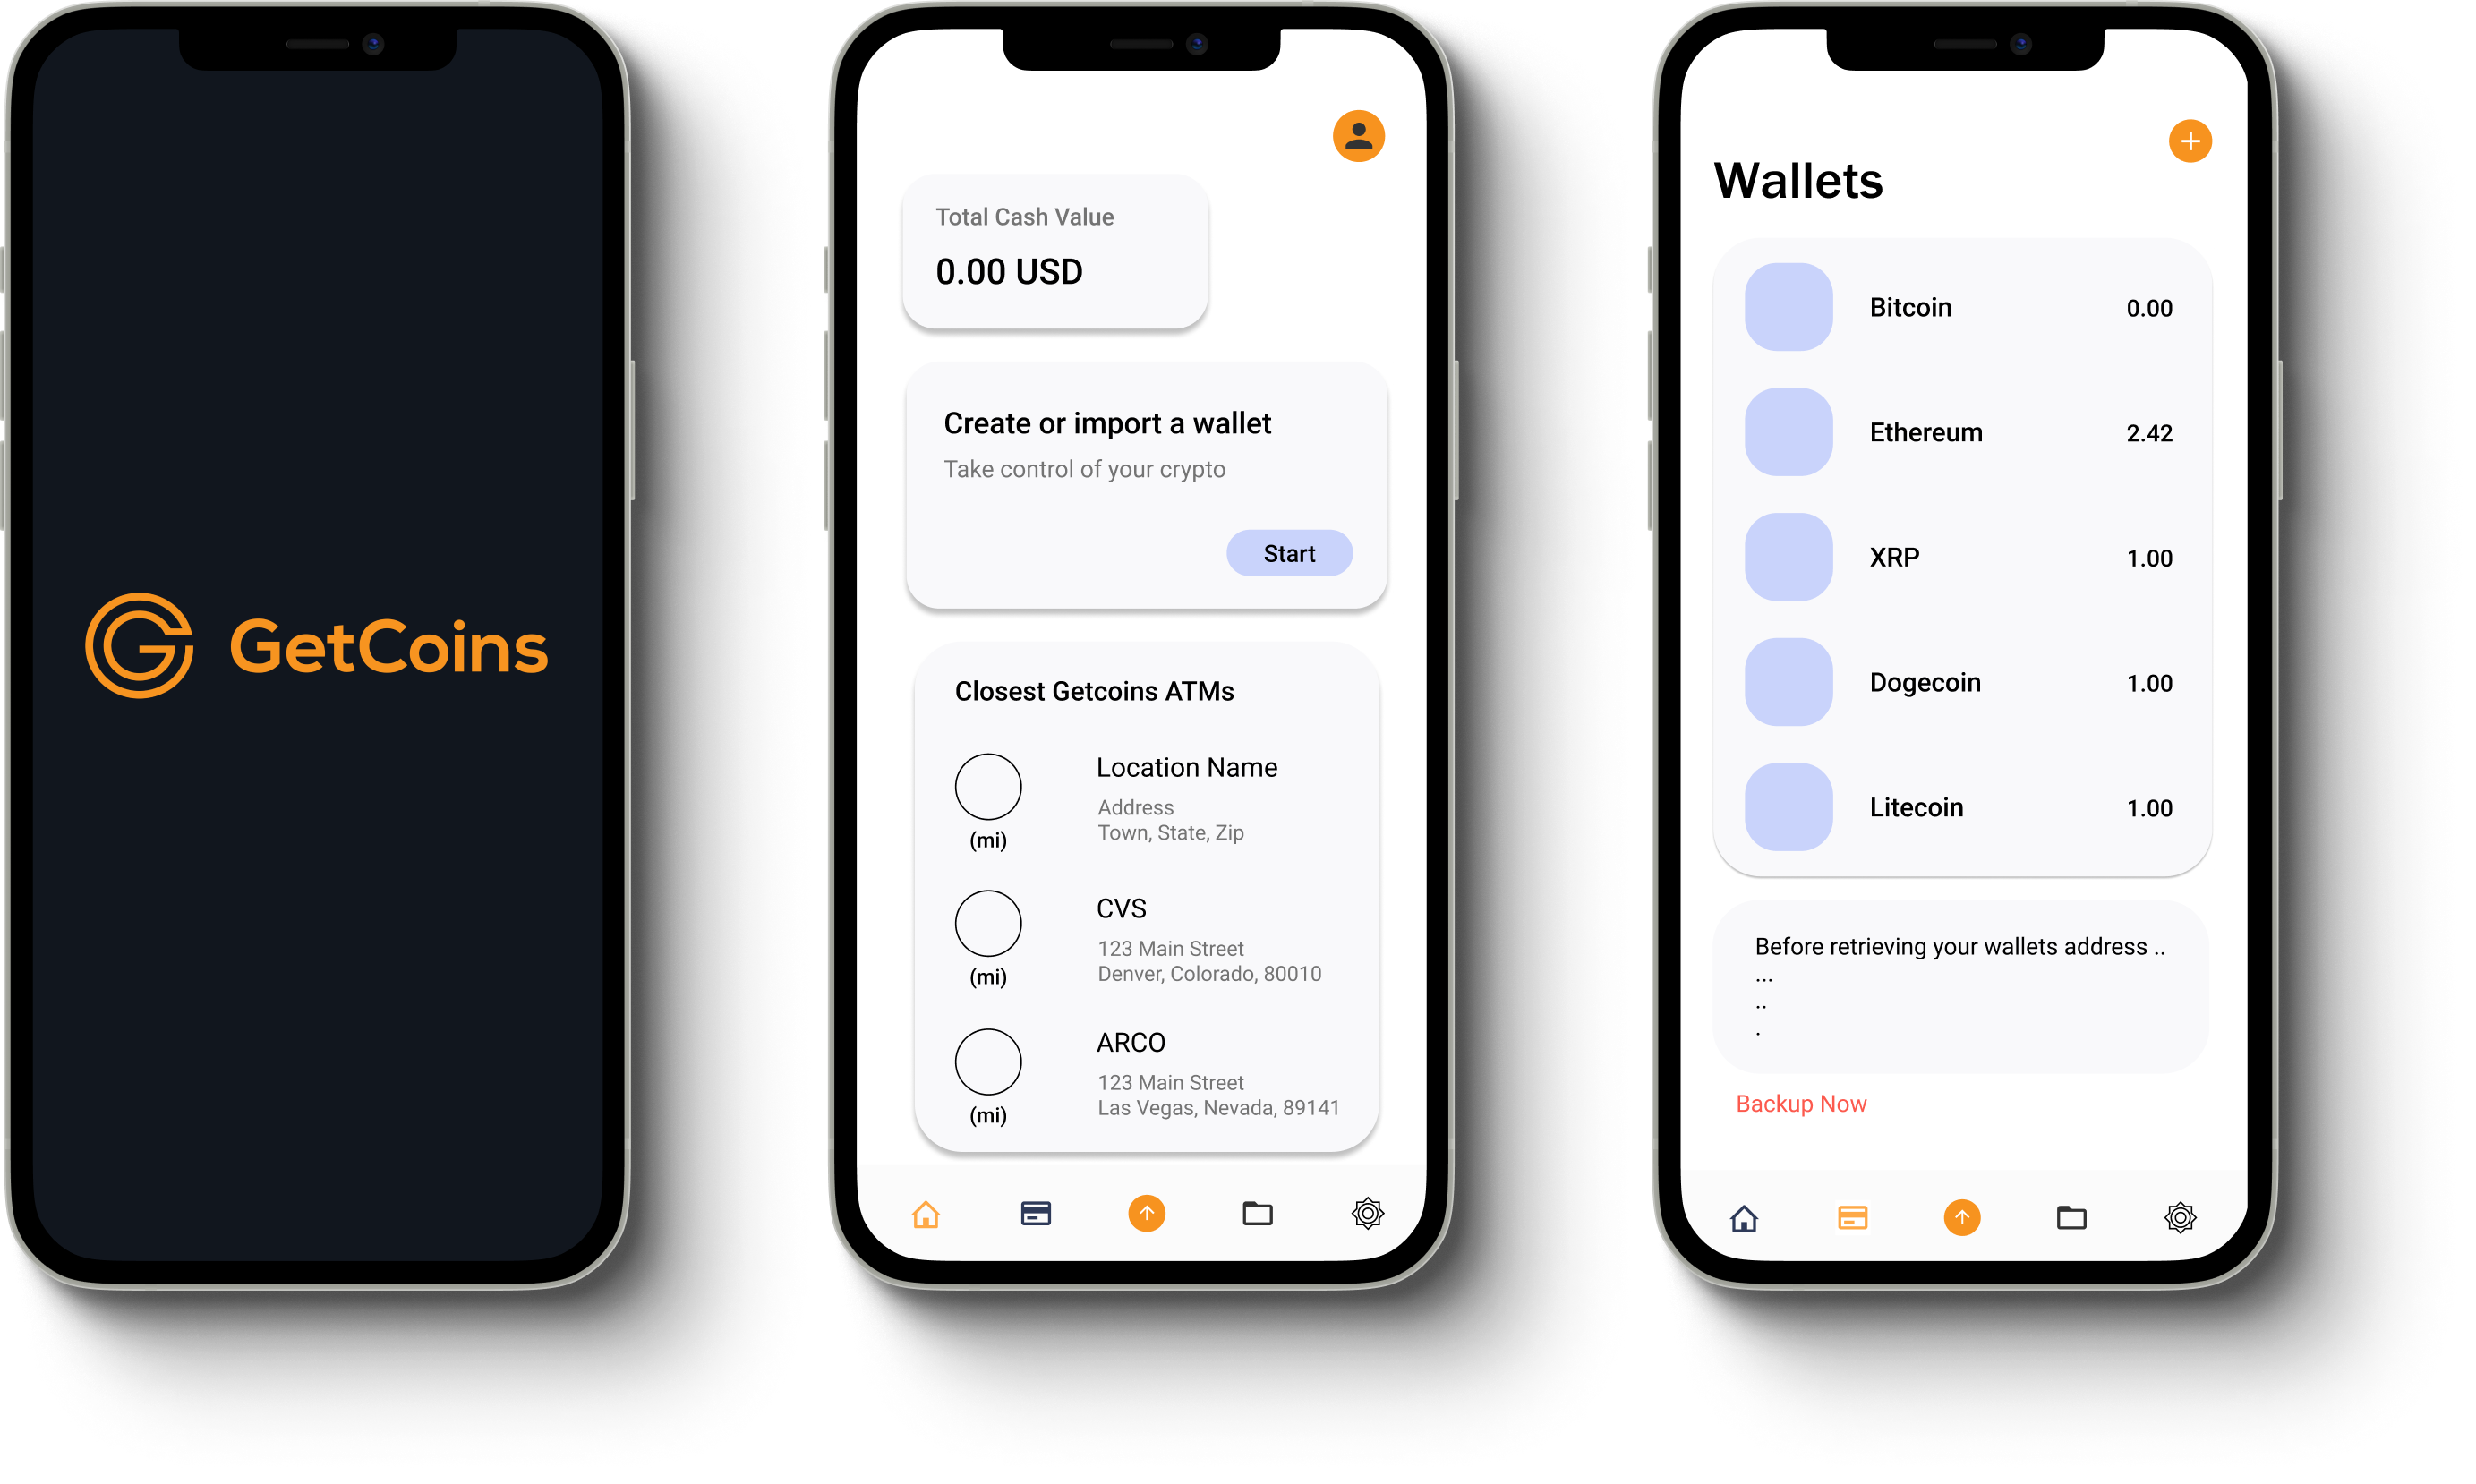 GetCoins
Total Cash Value
0.00 USD
Create or import a wallet
Take control of your crypto
Start
Closest Getcoins ATMs
Location Name
Address
Town, State, Zip
(mi)
CVS
123 Main Street
Denver, Colorado, 80010
(mi)
ARCO
123 Main Street
Las Vegas, Nevada, 89141
(mi)
Wallets
Bitcoin 0.00
Ethereum 2.42
XRP 1.00
Dogecoin 1.00
Litecoin 1.00
Before retrieving your wallets address ..
...
..
.
Backup Now